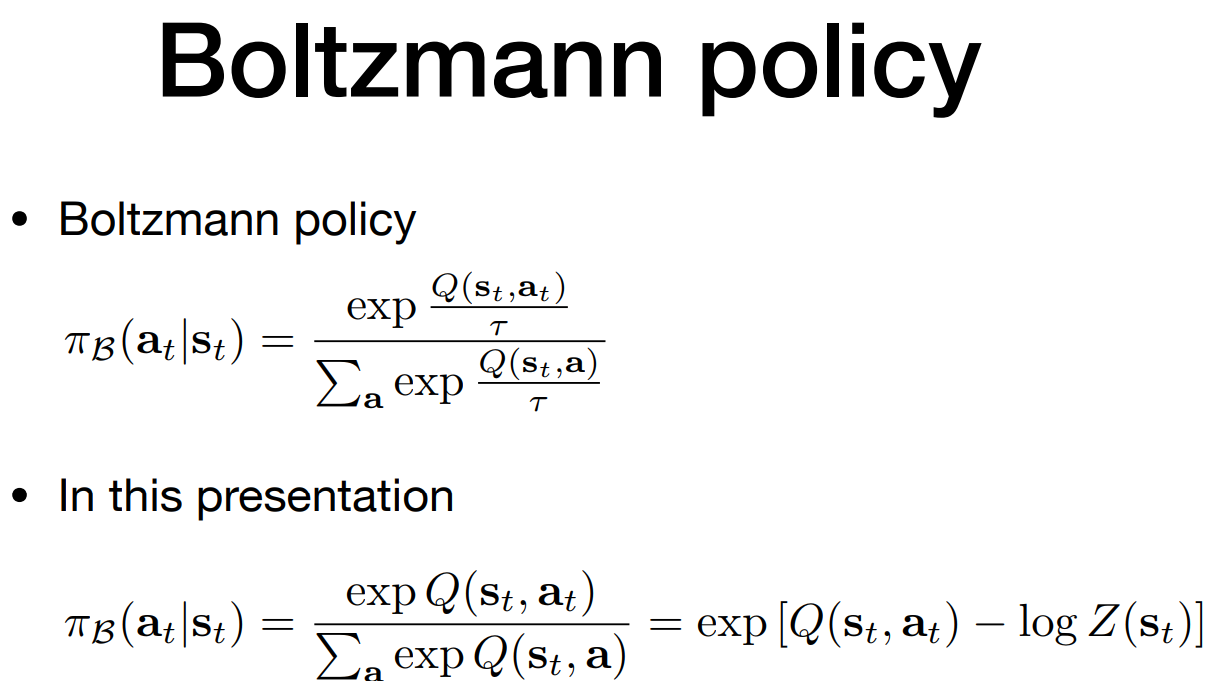 Boltzmann policy
• Boltzmann policy
$\pi_{\mathcal{B}}(\mathbf{a}_t|\mathbf{s}_t) = \frac{\exp \frac{Q(\mathbf{s}_t,\mathbf{a}_t)}{\tau}}{\sum_{\mathbf{a}} \exp \frac{Q(\mathbf{s}_t,\mathbf{a})}{\tau}}$
• In this presentation
$\pi_{\mathcal{B}}(\mathbf{a}_t|\mathbf{s}_t) = \frac{\exp Q(\mathbf{s}_t,\mathbf{a}_t)}{\sum_{\mathbf{a}} \exp Q(\mathbf{s}_t,\mathbf{a})} = \exp\left[Q(\mathbf{s}_t,\mathbf{a}_t) - \log Z(\mathbf{s}_t)\right]$